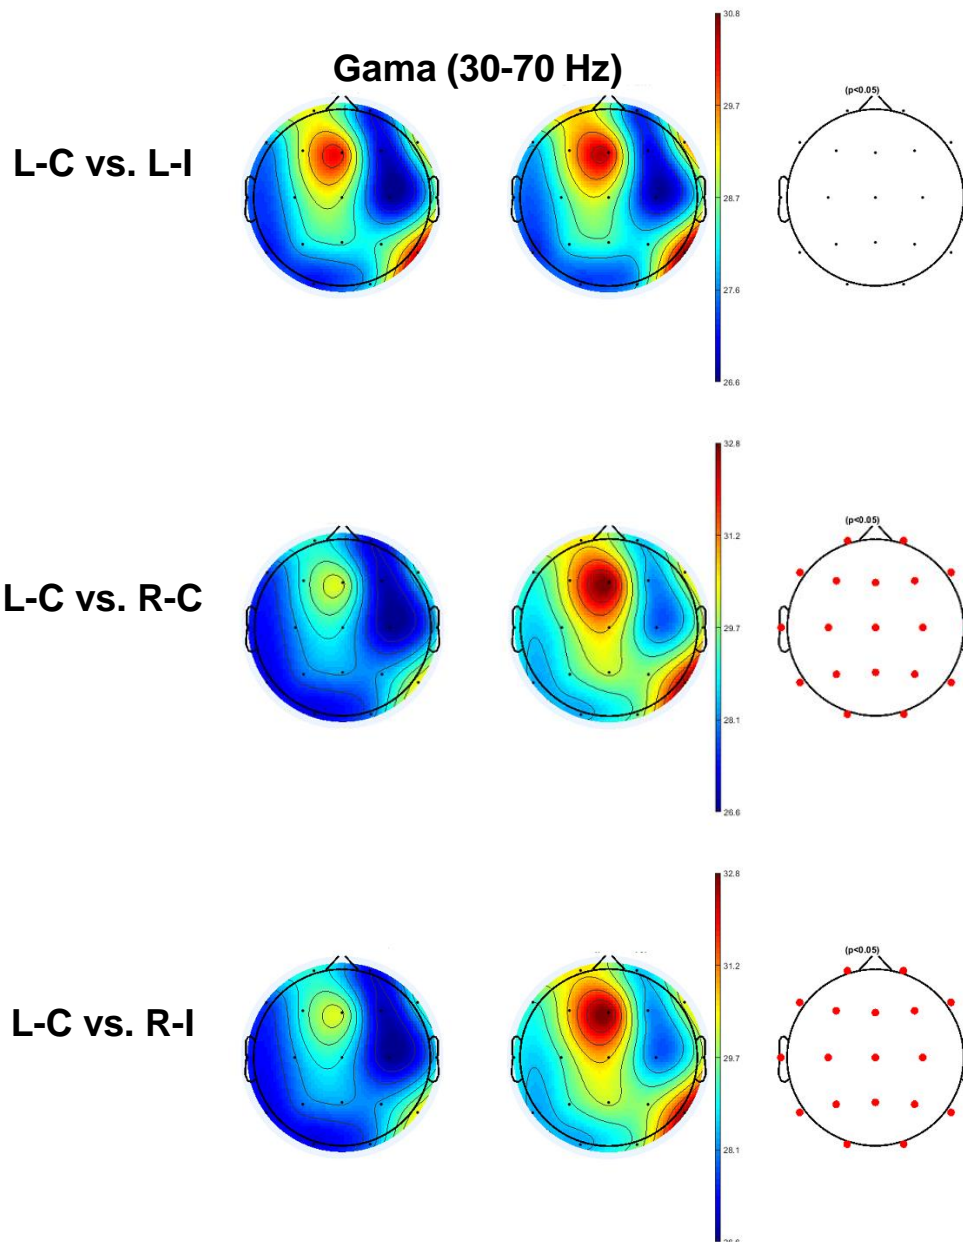 Gama (30-70 Hz)
L-C vs. L-I
30.8
29.7
28.7
27.6
26.6
(p<0.05)
L-C vs. R-C
32.8
31.2
29.7
28.1
26.6
(p<0.05)
L-C vs. R-I
32.8
31.2
29.7
28.1
(p<0.05)